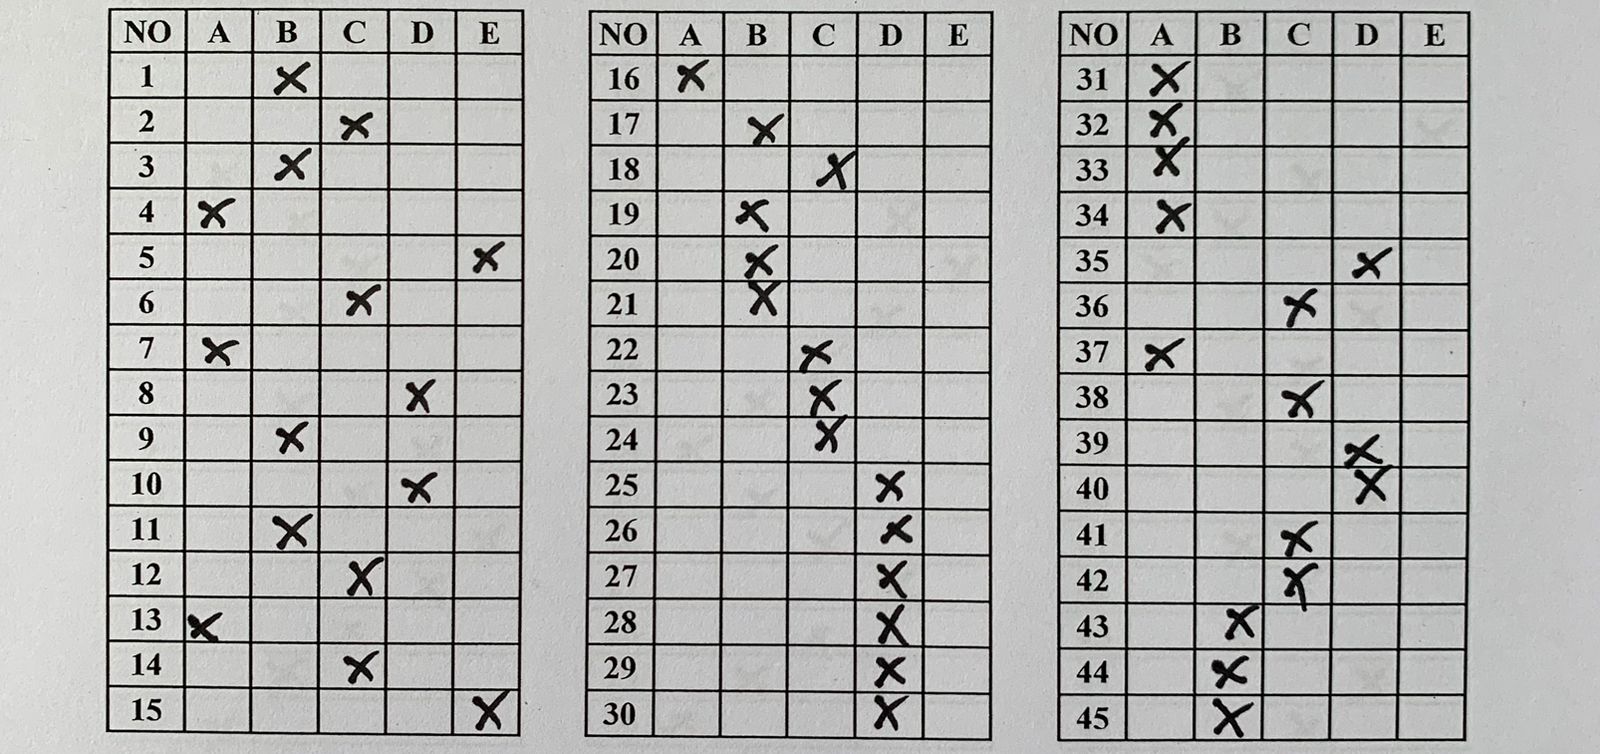 NO A B C D E
1 X
2 X
3 X
4 X
5 X
6 X
7 X
8 X
9 X
10 X
11 X
12 X
13 X
14 X
15 X
NO A B C D E
16 X
17 X
18 X
19 X
20 X
21 X
22 X
23 X
24 X
25 X
26 X
27 X
28 X
29 X
30 X
NO A B C D E
31 X
32 X
33 X
34 X
35 X
36 X
37 X
38 X
39 X
40 X
41 X
42 X
43 X
44 X
45 X